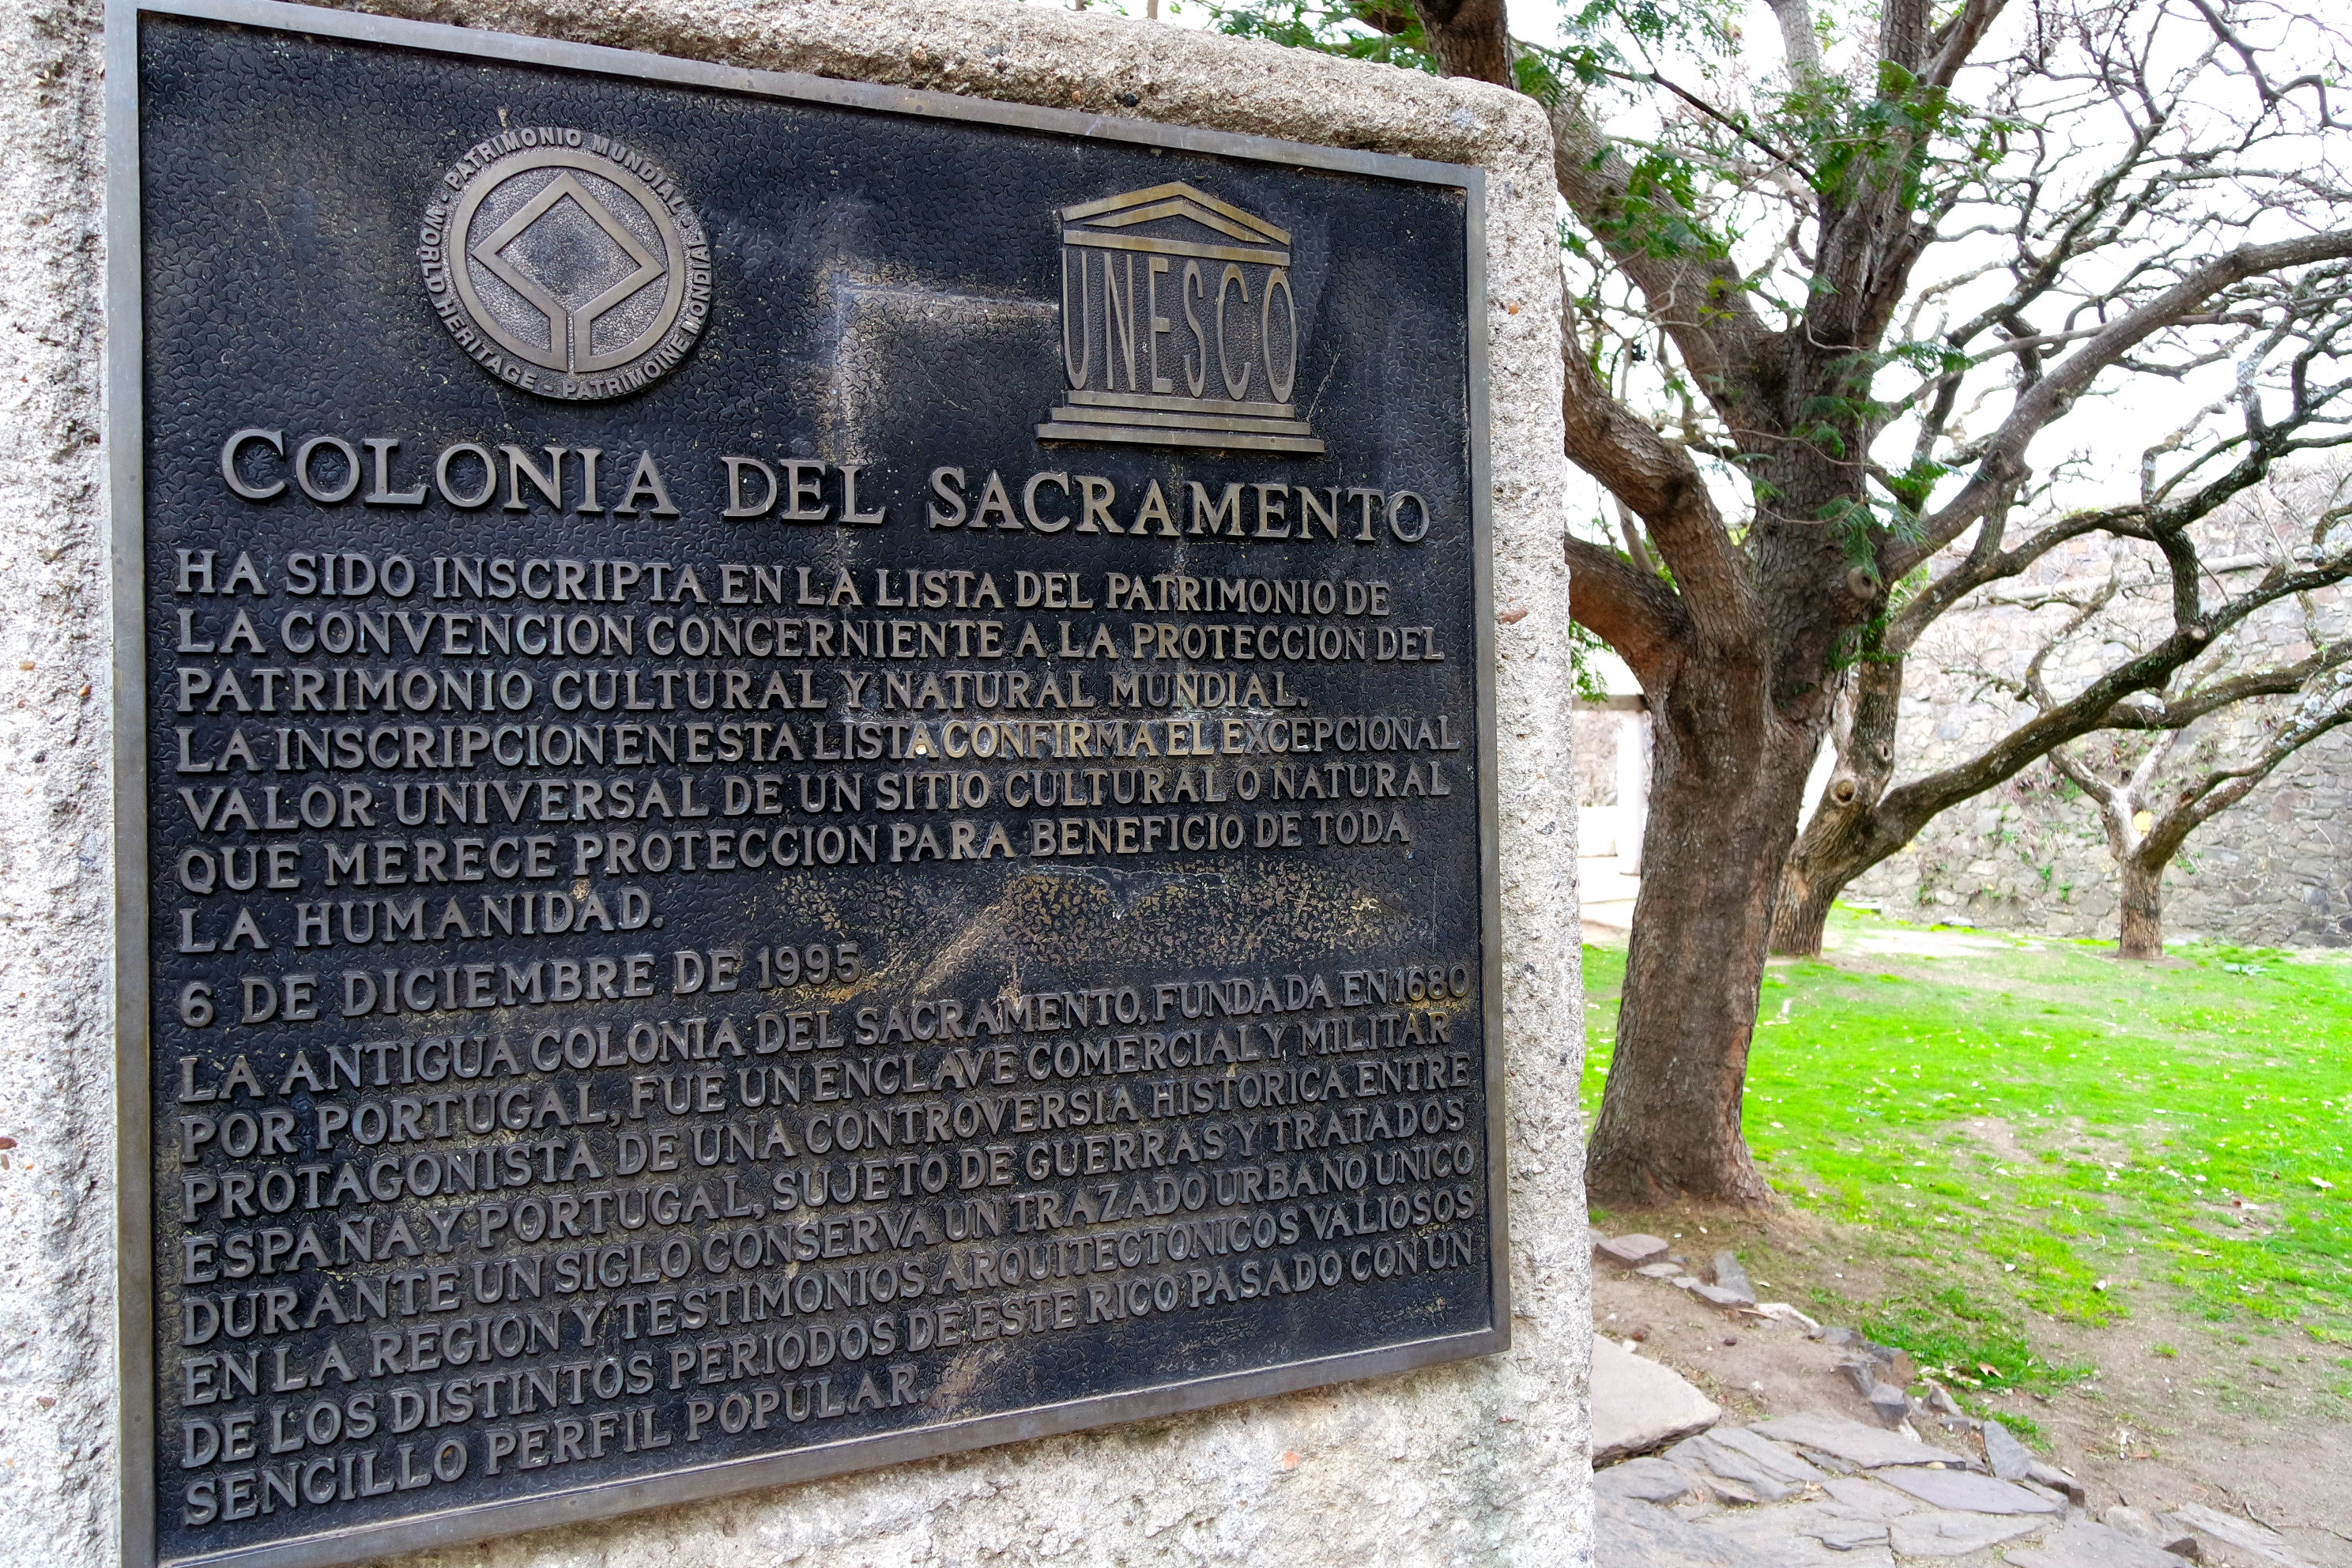 WORLD HERITAGE - PATRIMOINE MONDIAL - PATRIMONIO MUNDIAL -
UNESCO
COLONIA DEL SACRAMENTO
HA SIDO INSCRIPTA EN LA LISTA DEL PATRIMONIO DE
LA CONVENCION CONCERNIENTE A LA PROTECCION DEL
PATRIMONIO CULTURAL Y NATURAL MUNDIAL.
LA INSCRIPCION EN ESTA LISTA CONFIRMA EL EXCEPCIONAL
VALOR UNIVERSAL DE UN SITIO CULTURAL O NATURAL
QUE MERECE PROTECCION PARA BENEFICIO DE TODA
LA HUMANIDAD.
6 DE DICIEMBRE DE 1995
LA ANTIGUA COLONIA DEL SACRAMENTO, FUNDADA EN 1680
POR PORTUGAL, FUE UN ENCLAVE COMERCIAL Y MILITAR
PROTAGONISTA DE UNA CONTROVERSIA HISTORICA ENTRE
ESPAÑA Y PORTUGAL, SUJETO DE GUERRAS Y TRATADOS
DURANTE UN SIGLO CONSERVA UN TRAZADO URBANO UNICO
EN LA REGION Y TESTIMONIOS ARQUITECTONICOS VALIOSOS
DE LOS DISTINTOS PERIODOS DE ESTE RICO PASADO CON UN
SENCILLO PERFIL POPULAR.